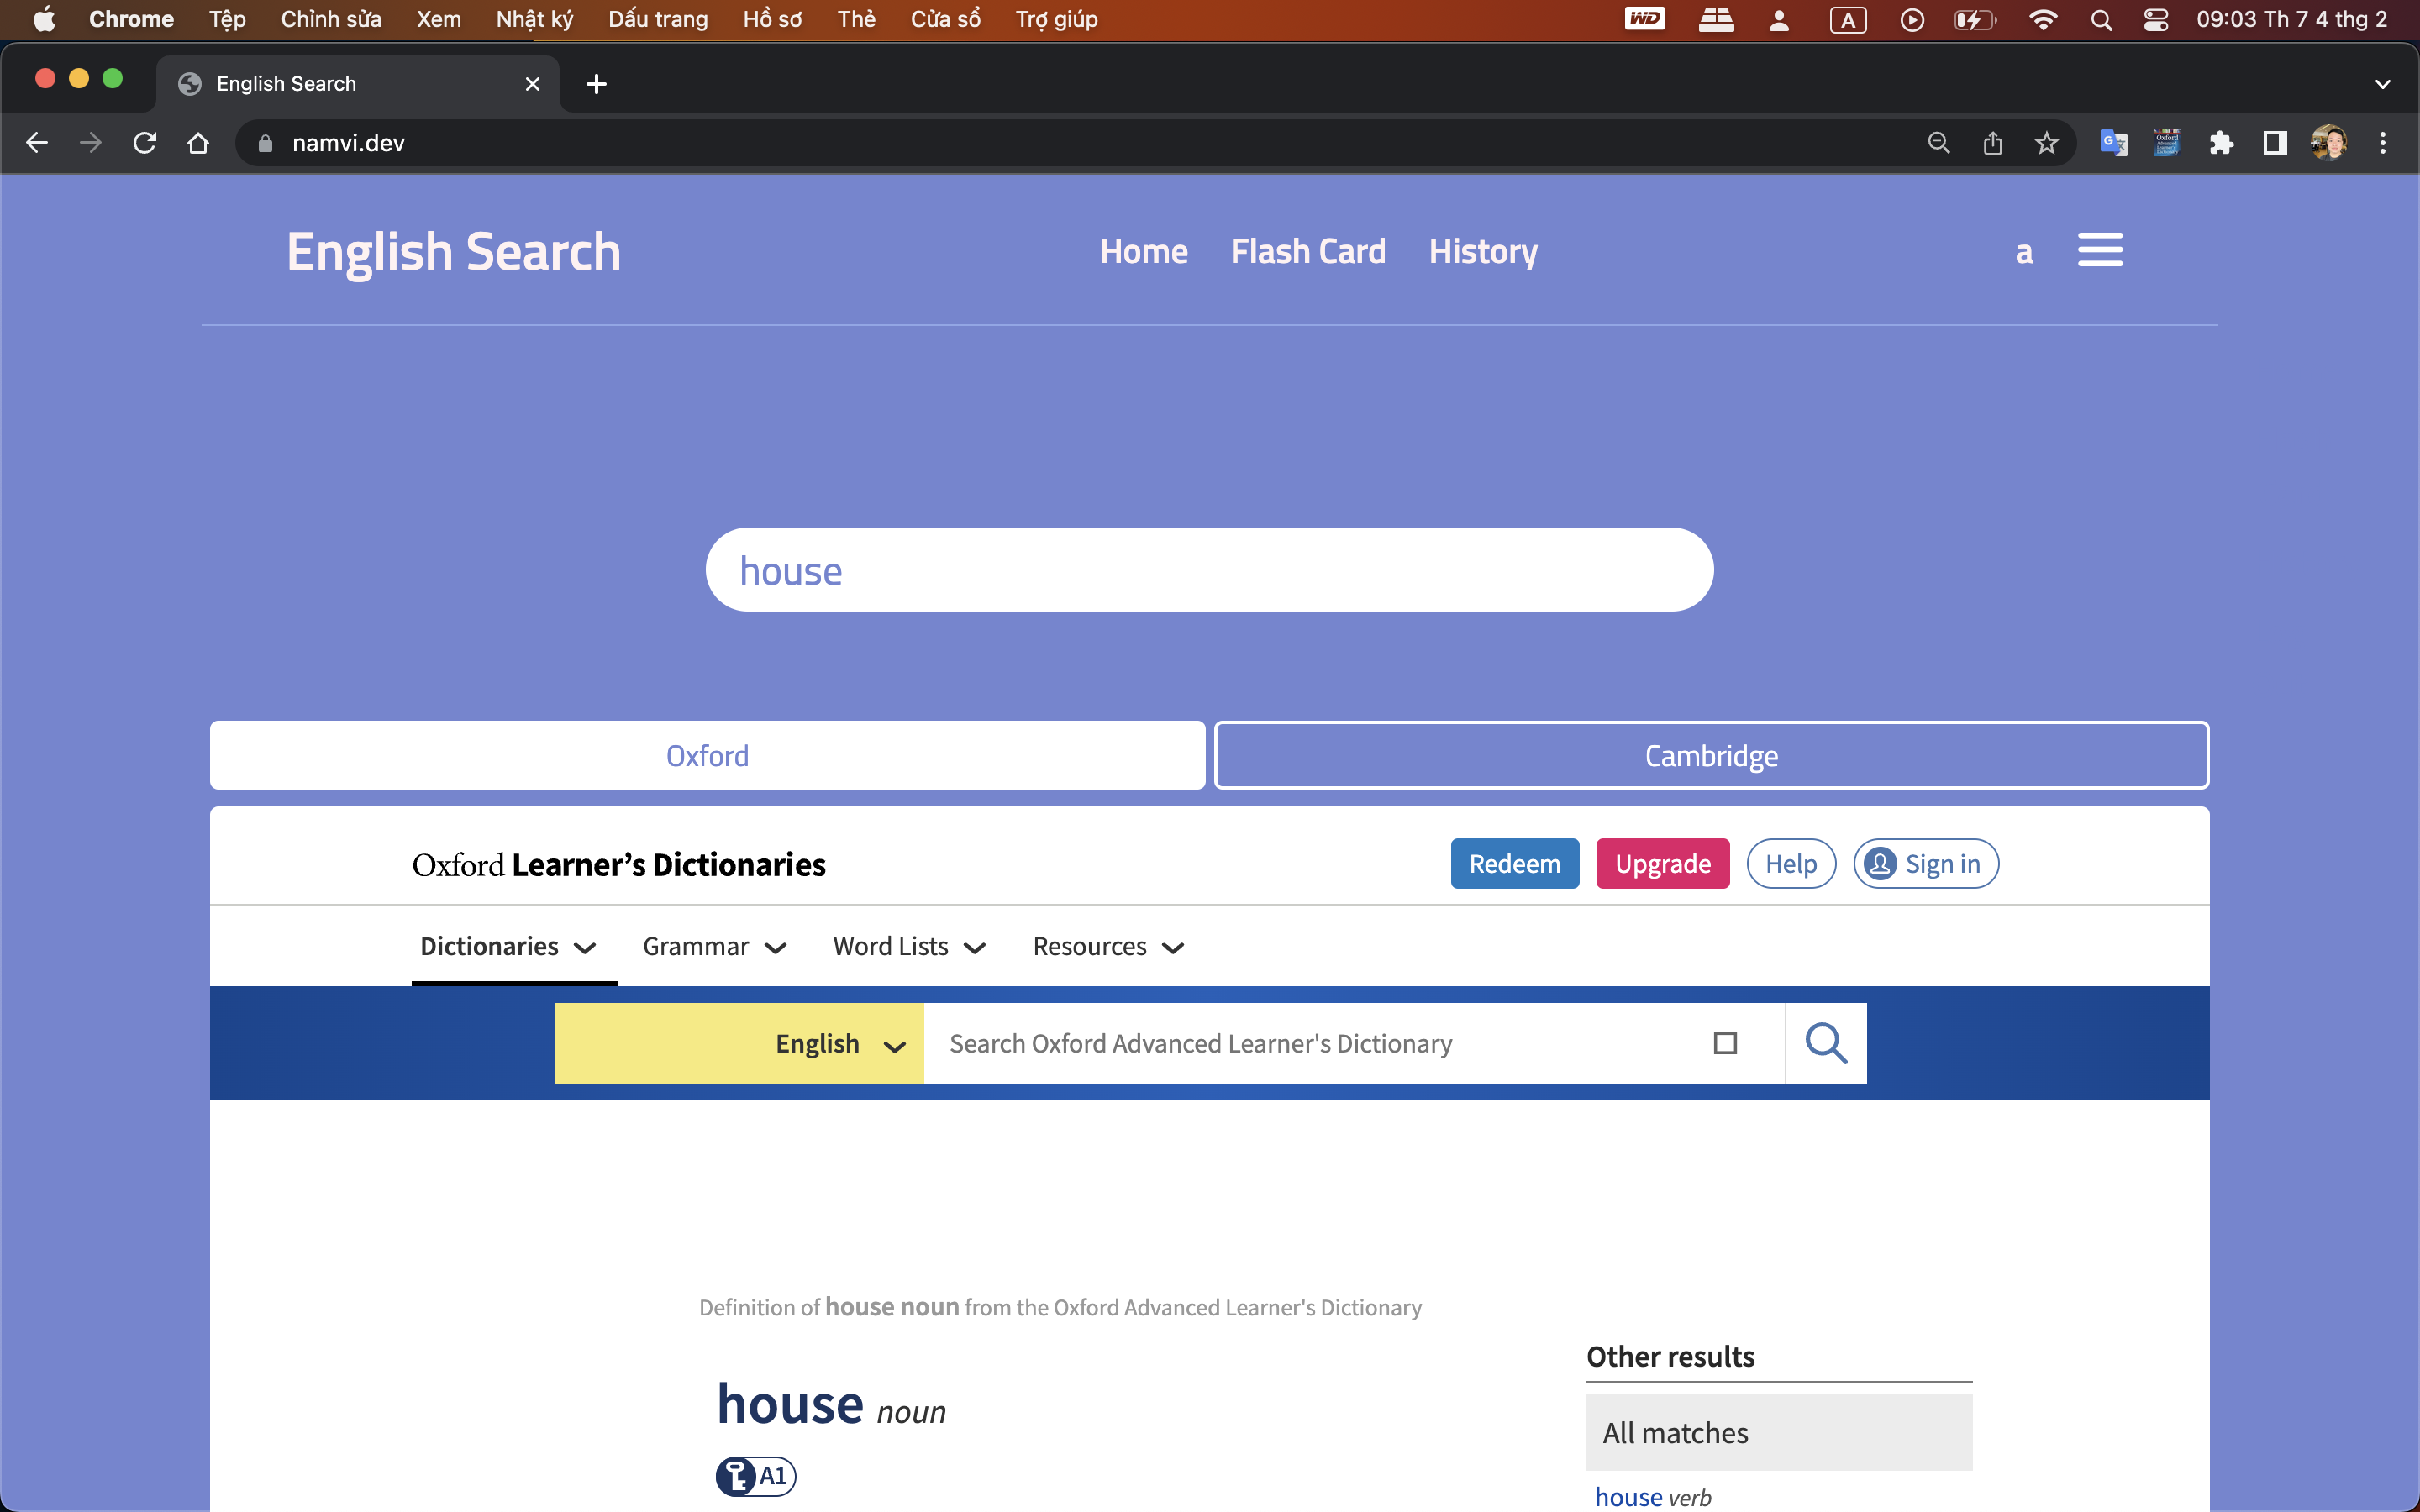 Chrome Tệp Chỉnh sửa Xem Nhật ký Dấu trang Hồ sơ Thẻ Cửa sổ Trợ giúp WD A 09:03 Th 7 4 thg 2
English Search
namvi.dev
English Search Home Flash Card History a
house
Oxford Cambridge
Oxford Learner's Dictionaries Redeem Upgrade Help Sign in
Dictionaries Grammar Word Lists Resources
English Search Oxford Advanced Learner's Dictionary
Definition of house noun from the Oxford Advanced Learner's Dictionary
Other results
house noun
All matches
A1
house verb